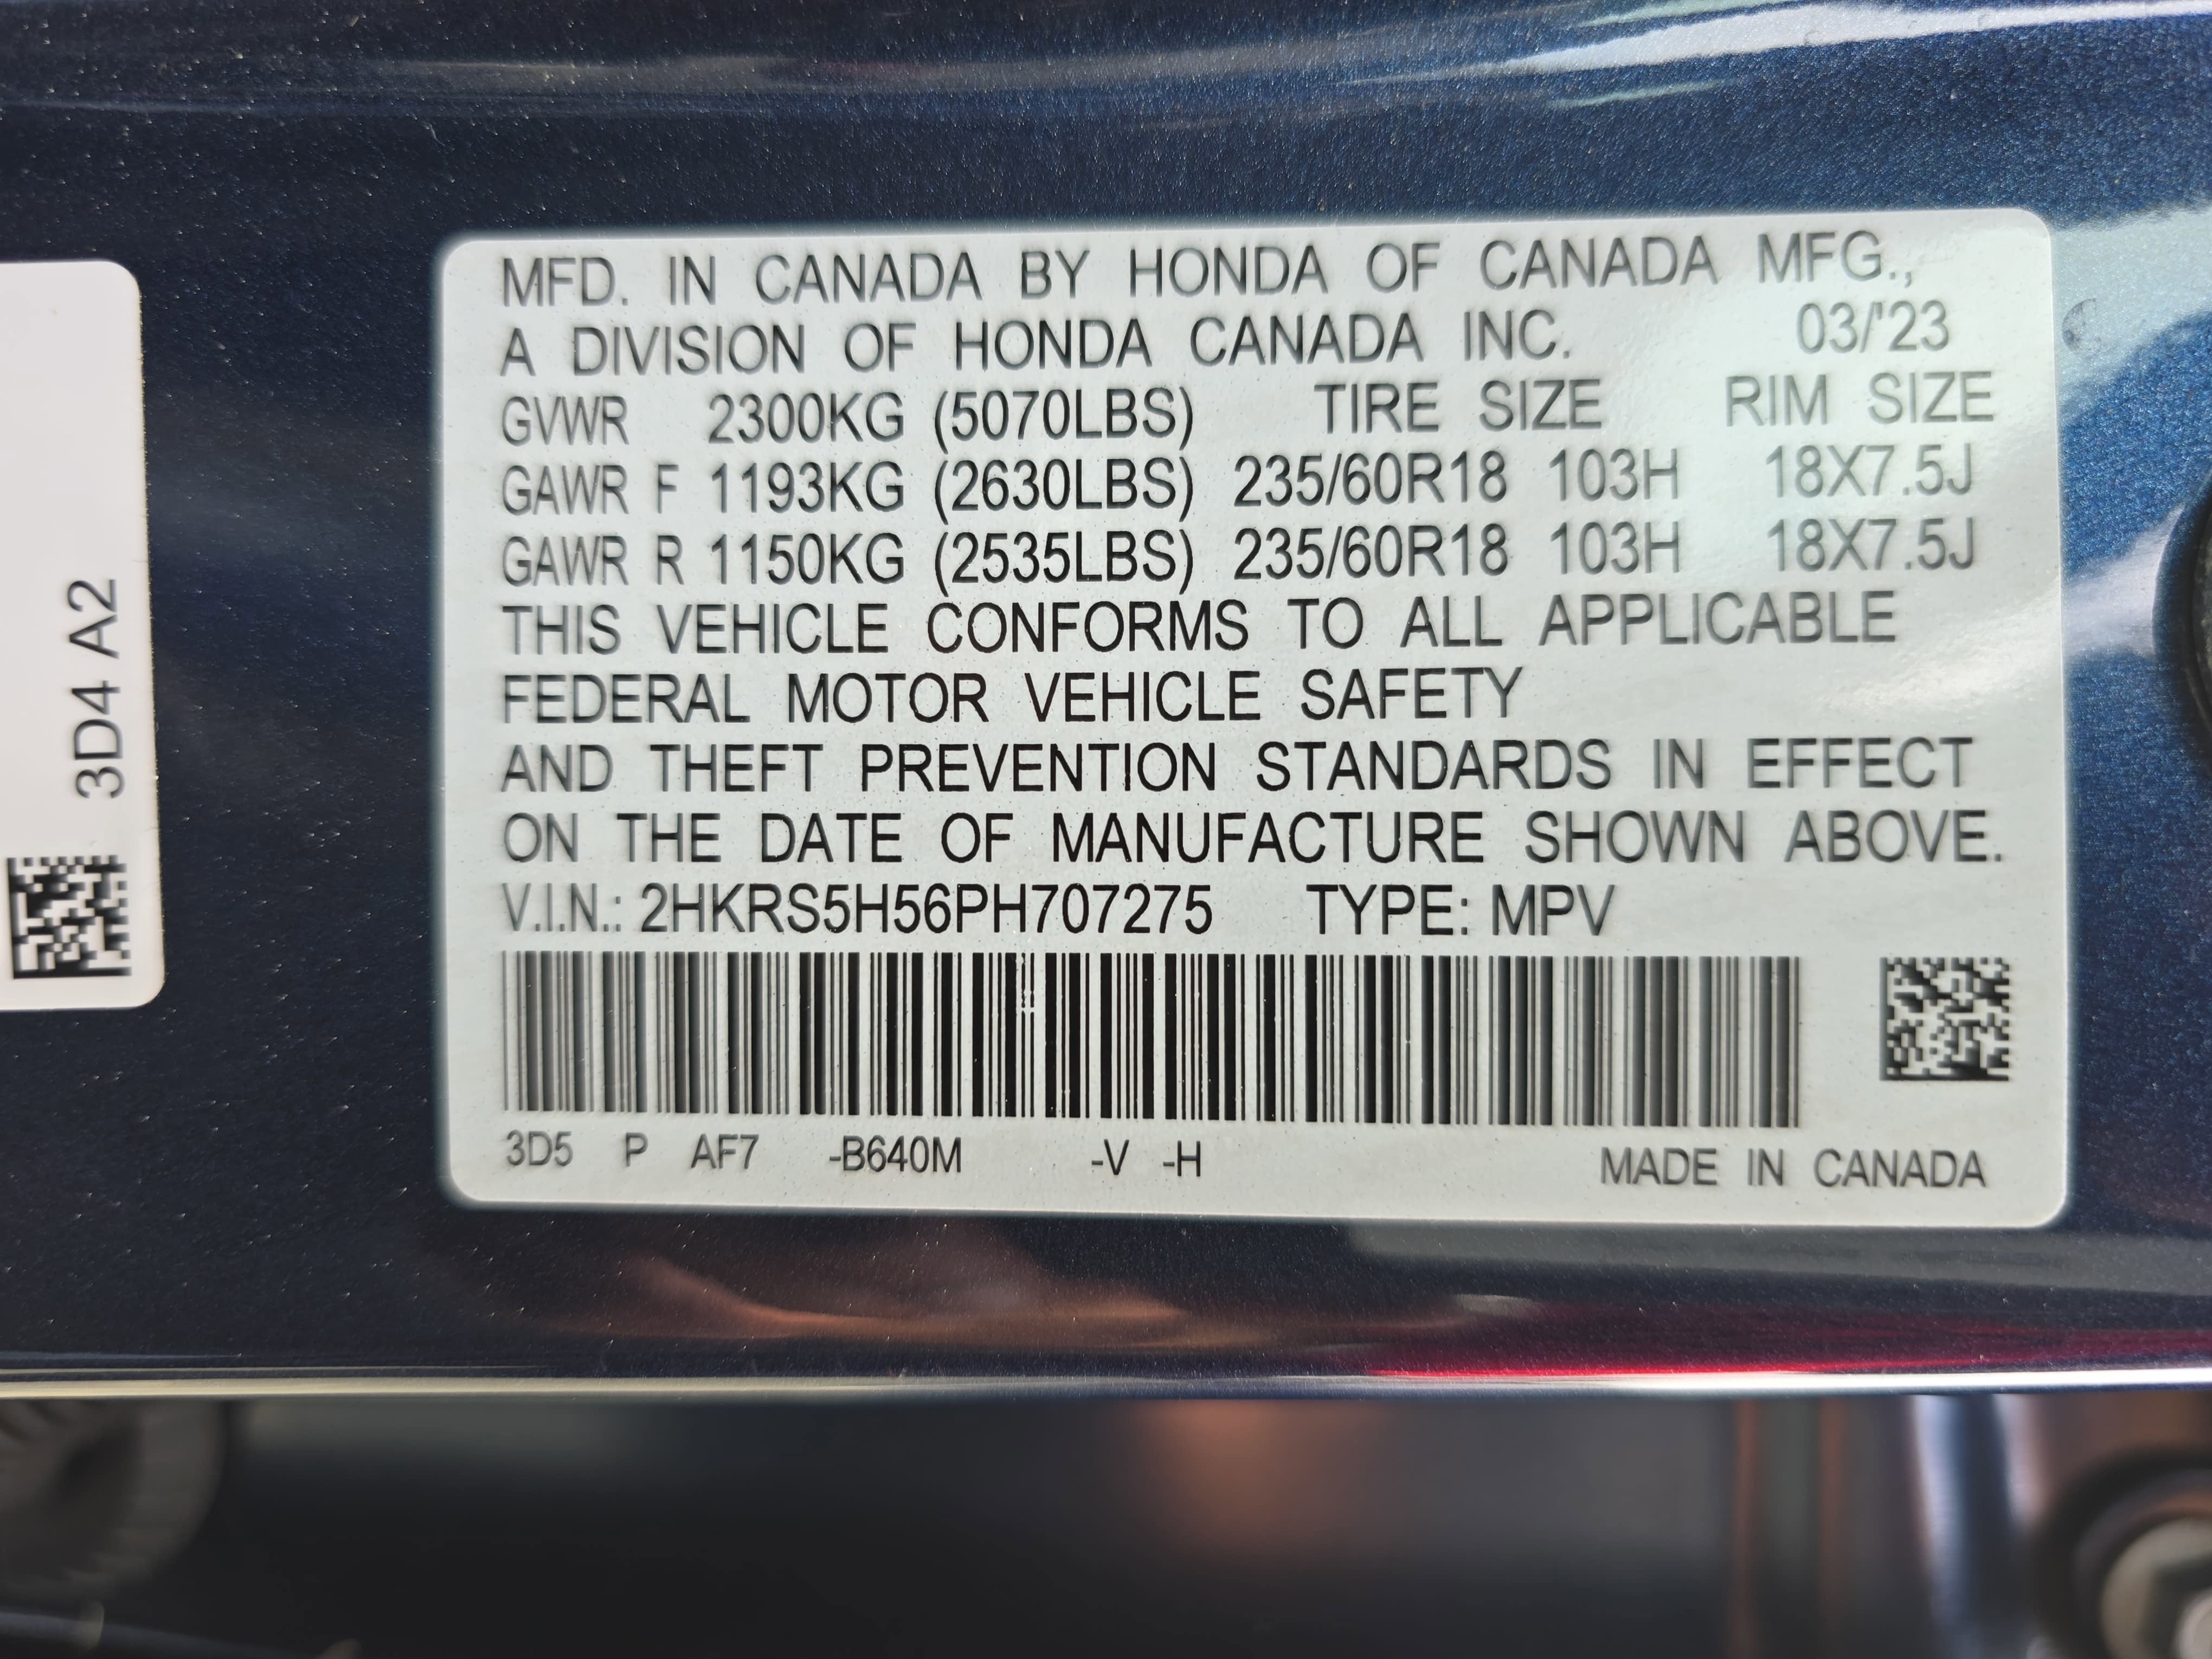 MFD. IN CANADA BY HONDA OF CANADA MFG.,
A DIVISION OF HONDA CANADA INC. 03/'23
GVWR 2300KG (5070LBS) TIRE SIZE RIM SIZE
GAWR F 1193KG (2630LBS) 235/60R18 103H 18X7.5J
GAWR R 1150KG (2535LBS) 235/60R18 103H 18X7.5J
THIS VEHICLE CONFORMS TO ALL APPLICABLE
FEDERAL MOTOR VEHICLE SAFETY
AND THEFT PREVENTION STANDARDS IN EFFECT
ON THE DATE OF MANUFACTURE SHOWN ABOVE.
V.I.N.: 2HKRS5H56PH707275 TYPE: MPV
3D5 P AF7 -B640M -V -H MADE IN CANADA
3D4 A2